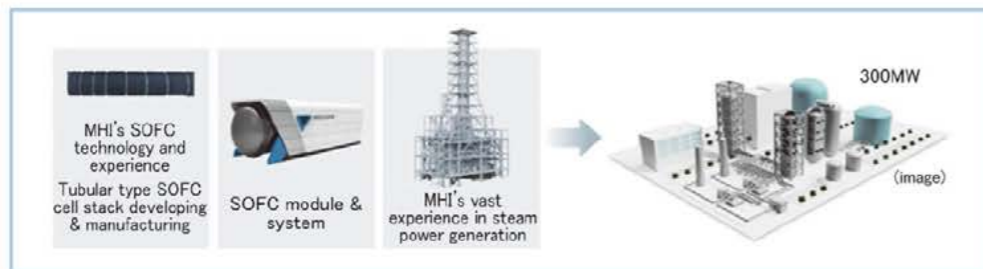 MHI's SOFC
technology and
experience
Tubular type SOFC
cell stack developing
& manufacturing
SOFC module &
system
MHI's vast
experience in steam
power generation
300MW
(image)